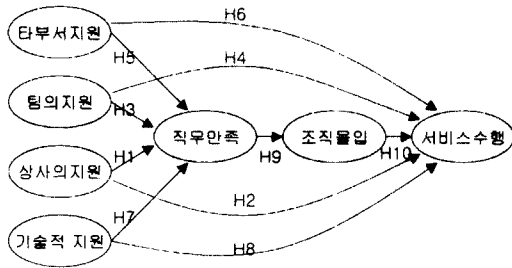 H6
타부서지원
H5
H4
팀의지원
H3
직무만족
조직몰입
서비스수행
H1
H9
H10
상사의지원
H2
H7
기술적 지원
H8